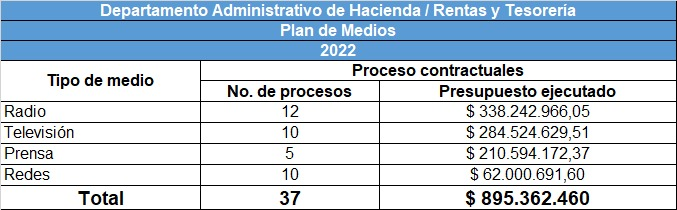 Departamento Administrativo de Hacienda / Rentas y Tesorería
Plan de Medios
2022
Tipo de medio Proceso contractuales
No. de procesos Presupuesto ejecutado
Radio 12 $ 338.242.966,05
Televisión 10 $ 284.524.629,51
Prensa 5 $ 210.594.172,37
Redes 10 $ 62.000.691,60
Total 37 $ 895.362.460